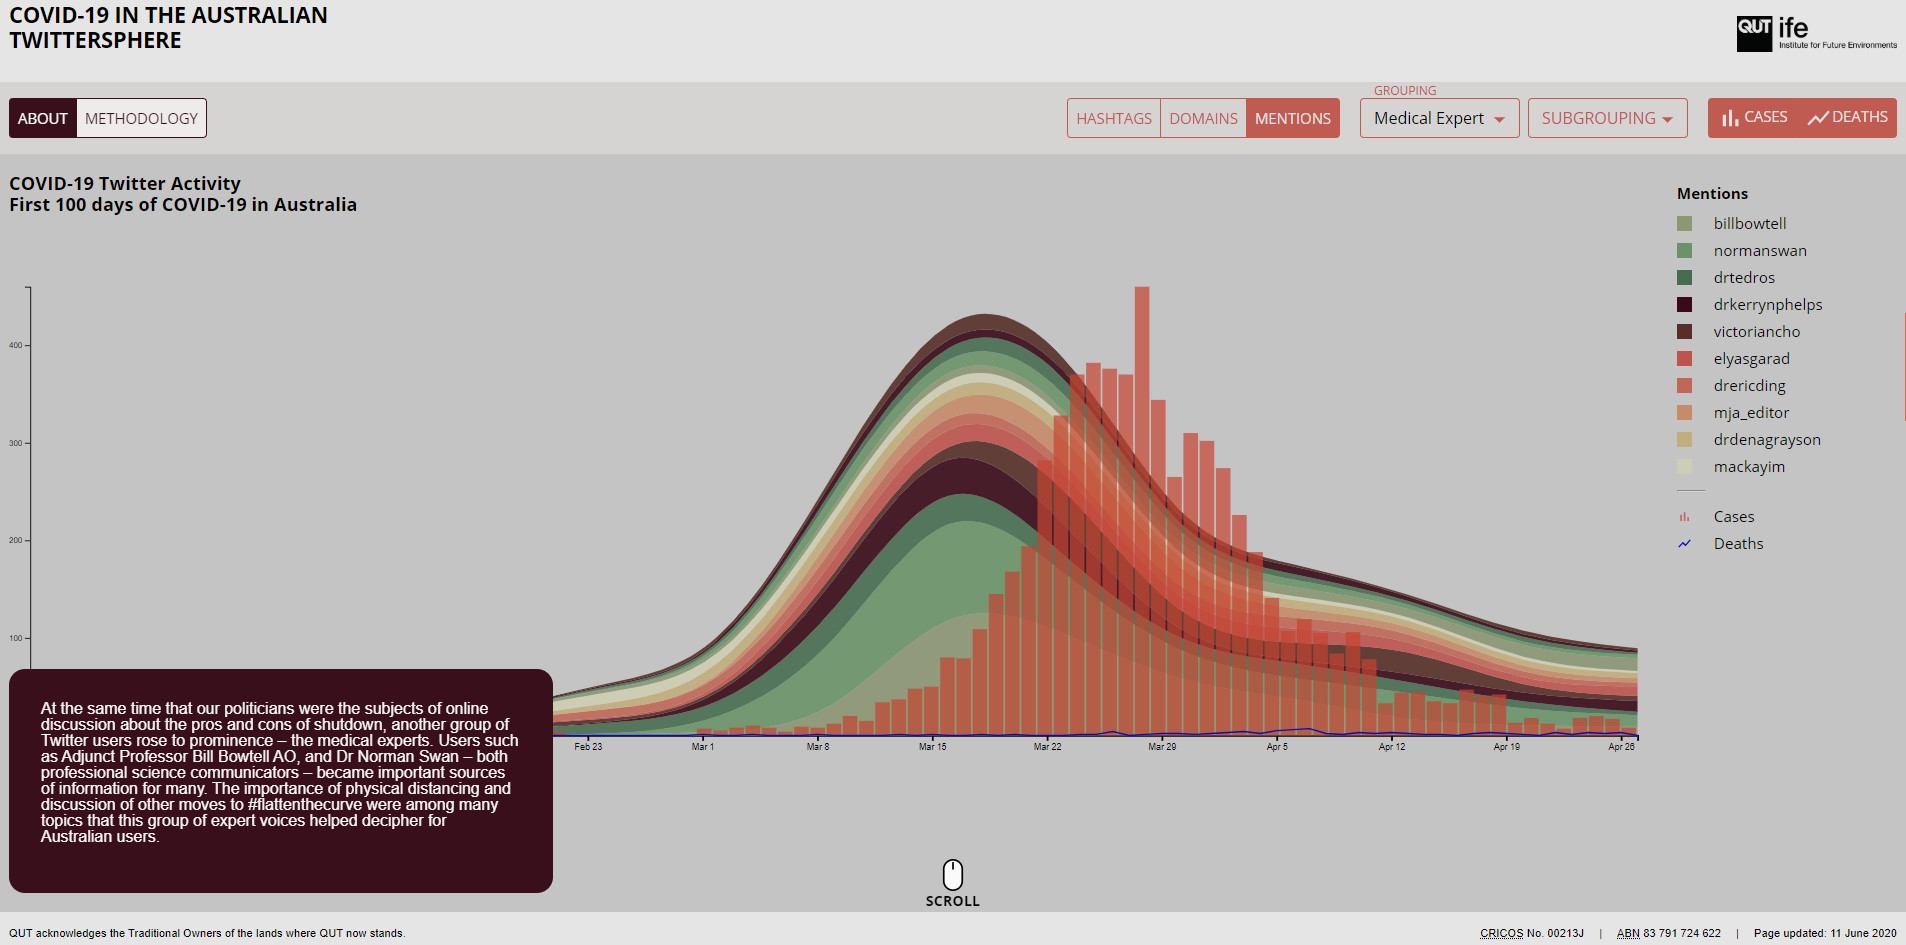 COVID-19 IN THE AUSTRALIAN
TWITTERSPHERE
QUT ife
Institute for Future Environments
ABOUT METHODOLOGY
HASHTAGS DOMAINS MENTIONS
GROUPING
Medical Expert
SUBGROUPING
CASES DEATHS
COVID-19 Twitter Activity
First 100 days of COVID-19 in Australia
Mentions
billbowtell
normanswan
drtedros
drkerrynphelps
victoriancho
elyasgarad
drericding
mja_editor
drdenagrayson
mackayim
Cases
Deaths
400
300
200
100
Feb 23 Mar 1 Mar 8 Mar 15 Mar 22 Mar 29 Apr 5 Apr 12 Apr 19 Apr 26
At the same time that our politicians were the subjects of online
discussion about the pros and cons of shutdown, another group of
Twitter users rose to prominence – the medical experts. Users such
as Adjunct Professor Bill Bowtell AO, and Dr Norman Swan – both
professional science communicators – became important sources
of information for many. The importance of physical distancing and
discussion of other moves to #flattenthecurve were among many
topics that this group of expert voices helped decipher for
Australian users.
SCROLL
QUT acknowledges the Traditional Owners of the lands where QUT now stands.
CRICOS No. 00213J | ABN 83 791 724 622 | Page updated: 11 June 2020